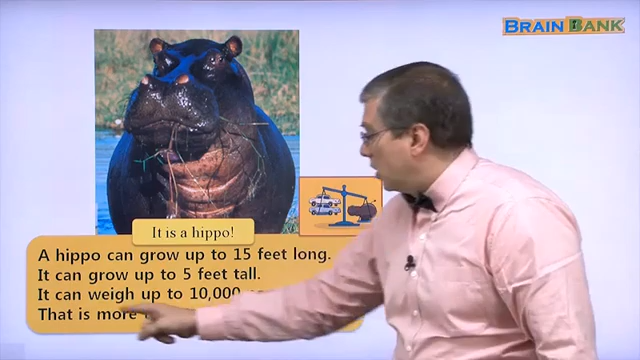 BRAIN BANK
It is a hippo!
A hippo can grow up to 15 feet long.
It can grow up to 5 feet tall.
It can weigh up to 10,000
That is more